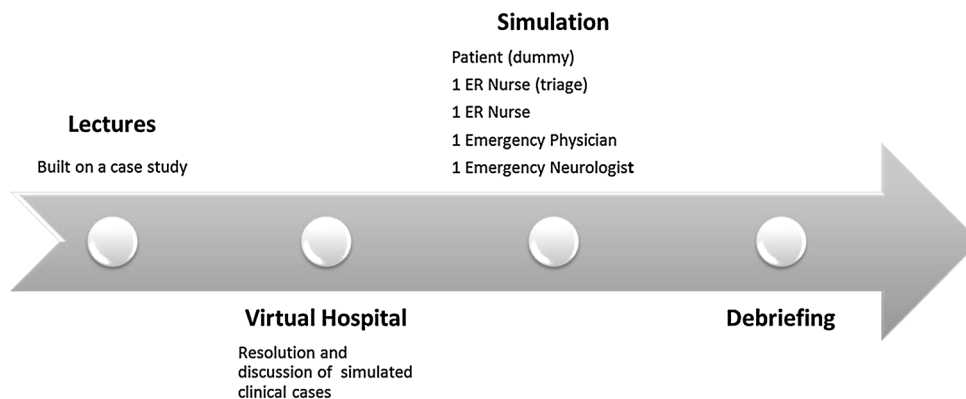 Lectures
Built on a case study
Virtual Hospital
Resolution and
discussion of simulated
clinical cases
Simulation
Patient (dummy)
1 ER Nurse (triage)
1 ER Nurse
1 Emergency Physician
1 Emergency Neurologist
Debriefing